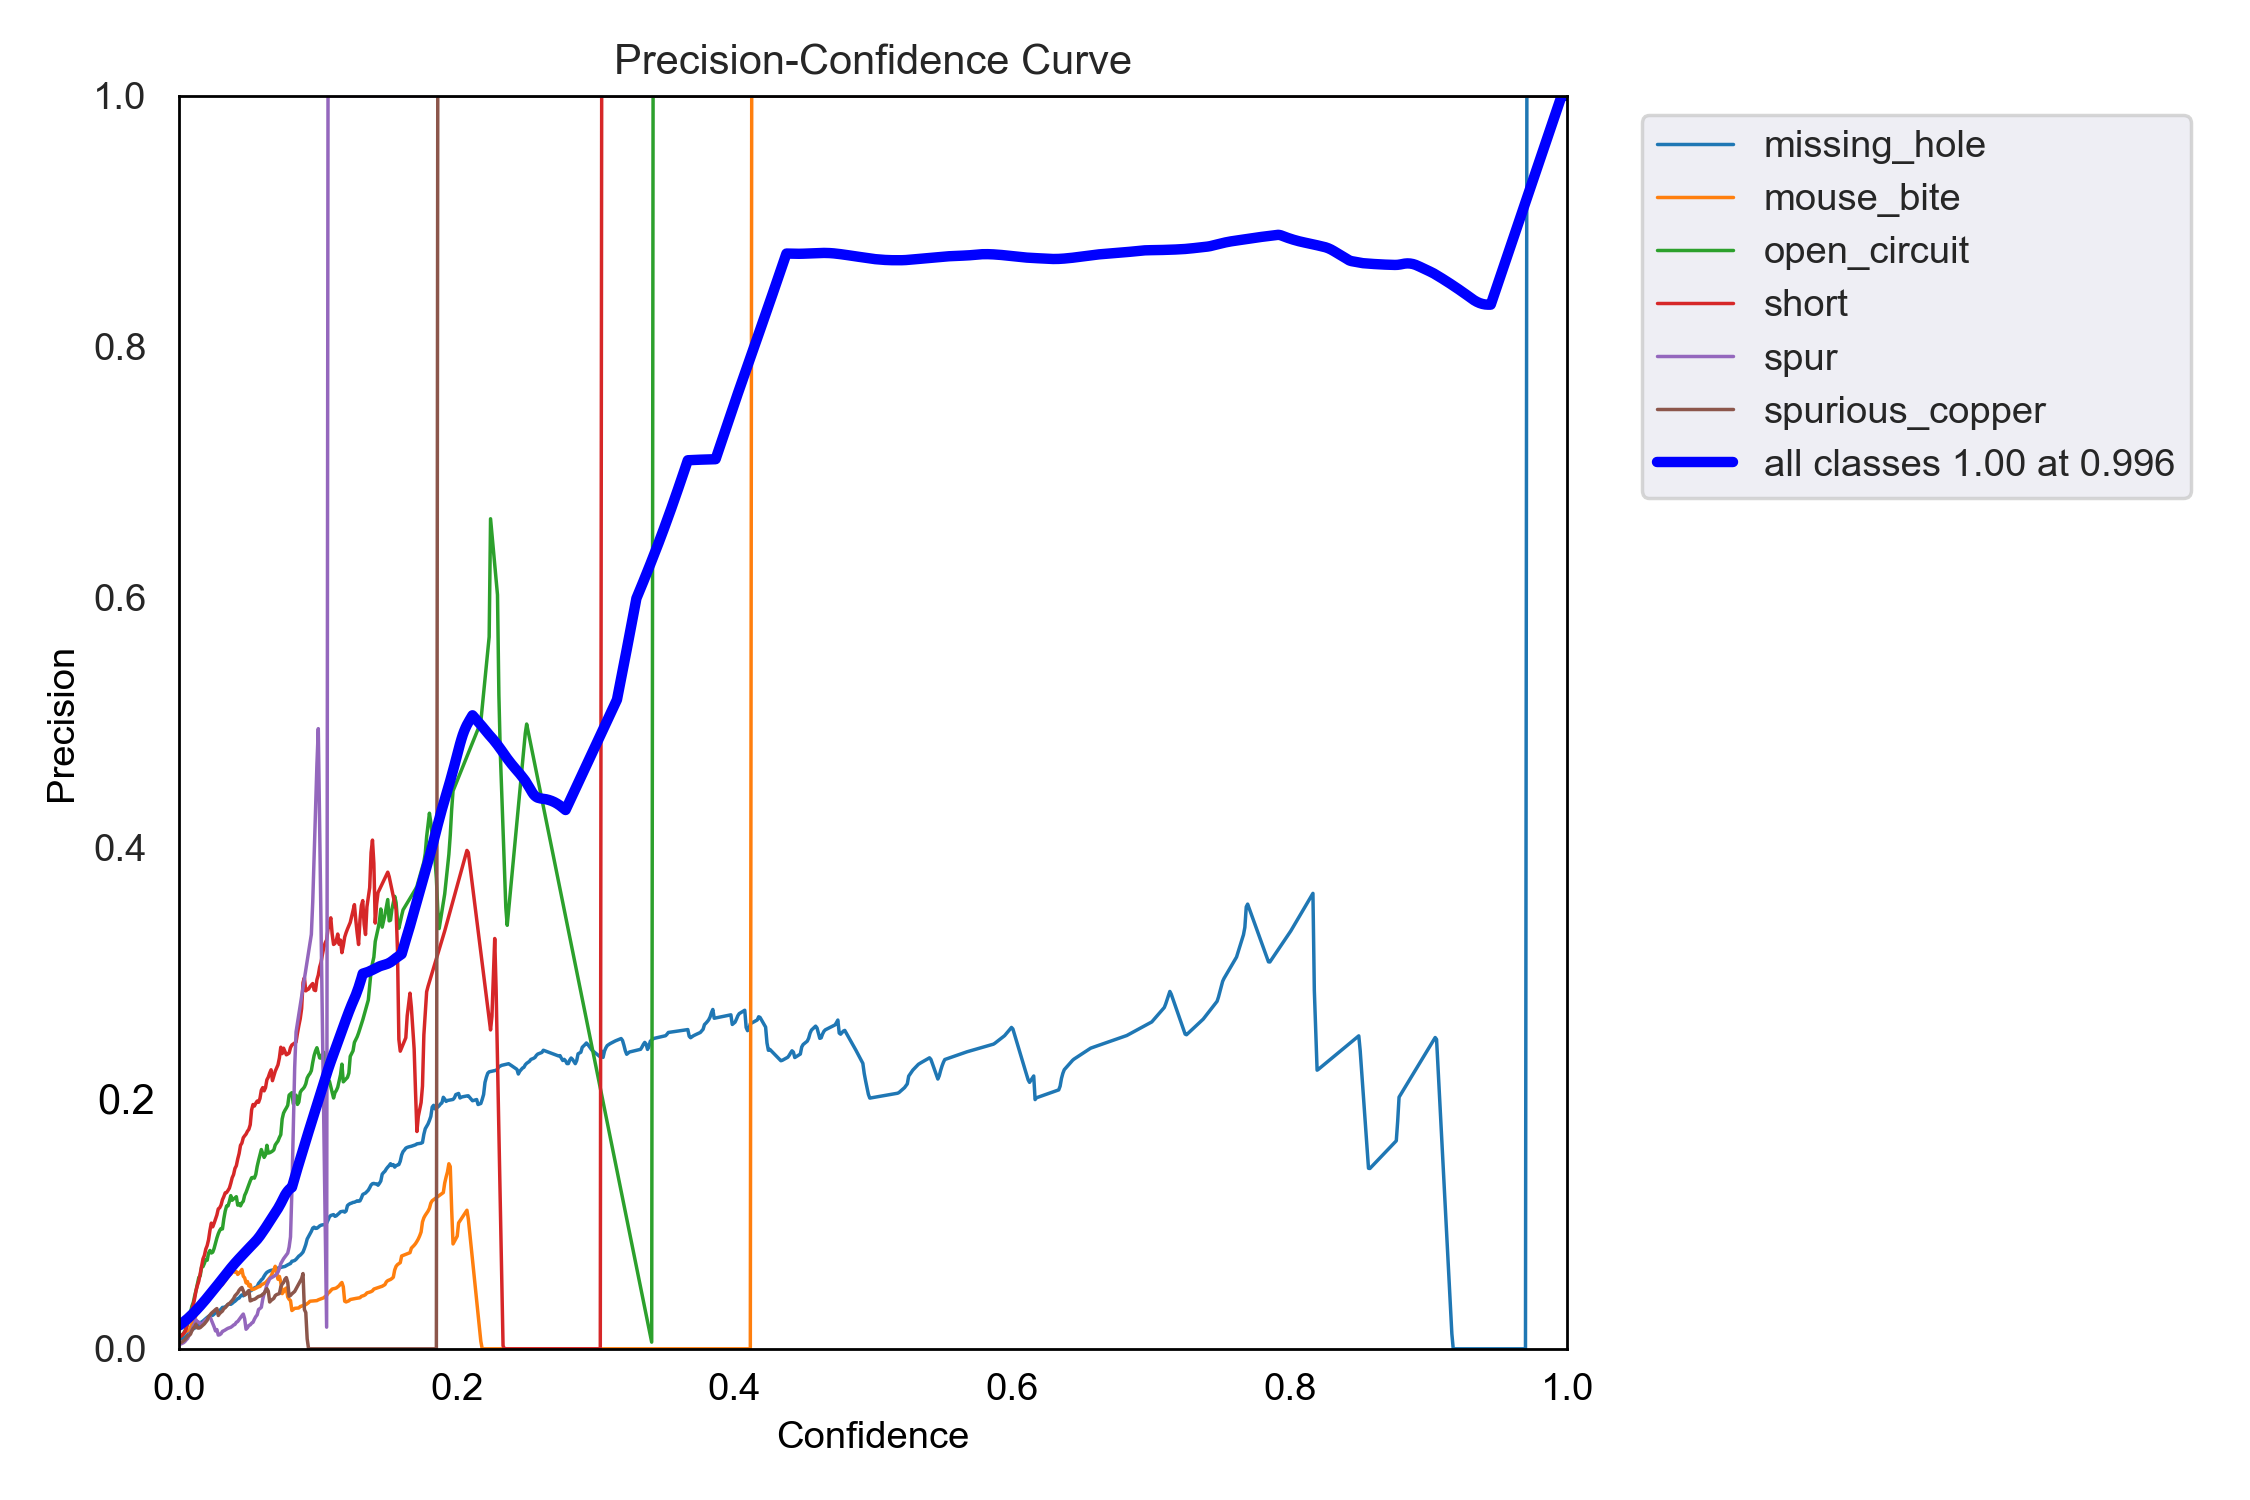 Precision-Confidence Curve
1.0
0.8
0.6
0.4
0.2
0.0
Precision
0.0 0.2 0.4 0.6 0.8 1.0
Confidence
missing_hole
mouse_bite
open_circuit
short
spur
spurious_copper
all classes 1.00 at 0.996